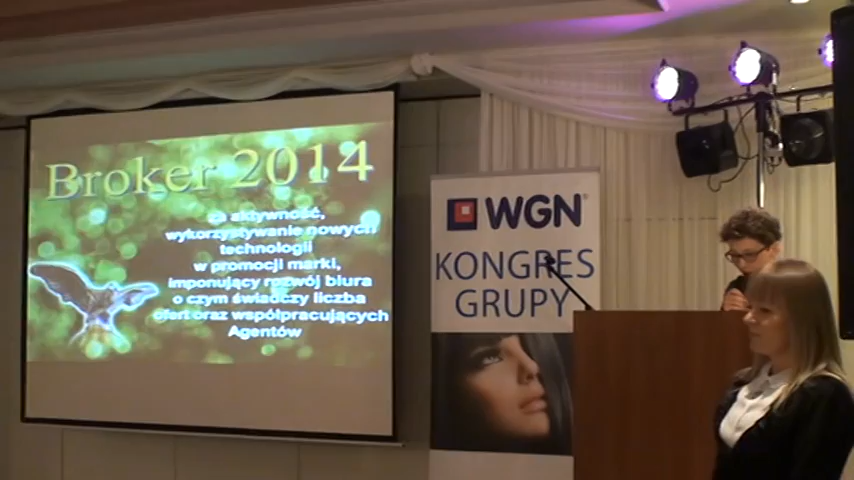 Broker 2014
za aktywność,
wykorzystywanie nowych
technologii
w promocji marki,
imponujący rozwój biura
o czym świadczy liczba
ofert oraz współpracujących
Agentów
WGN®
KONGRES
GRUPY